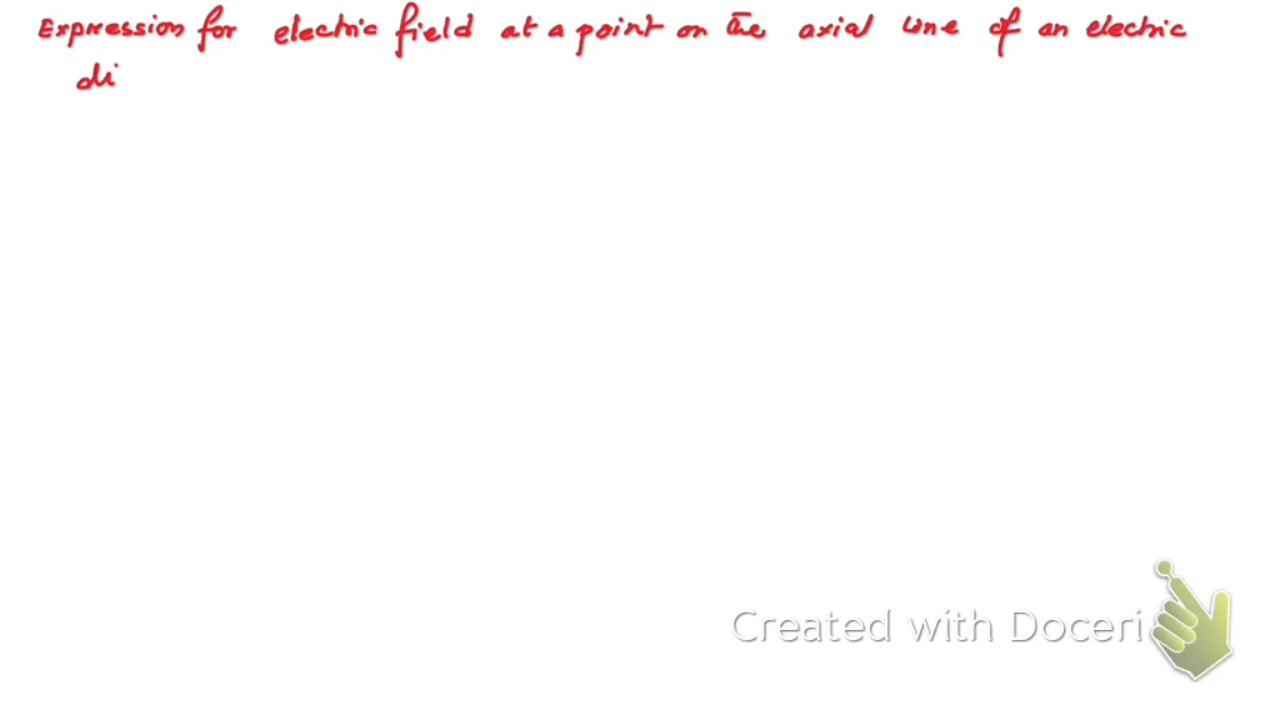 Expression for electric field at a point on the axial line of an electric
di
Created with Doceri